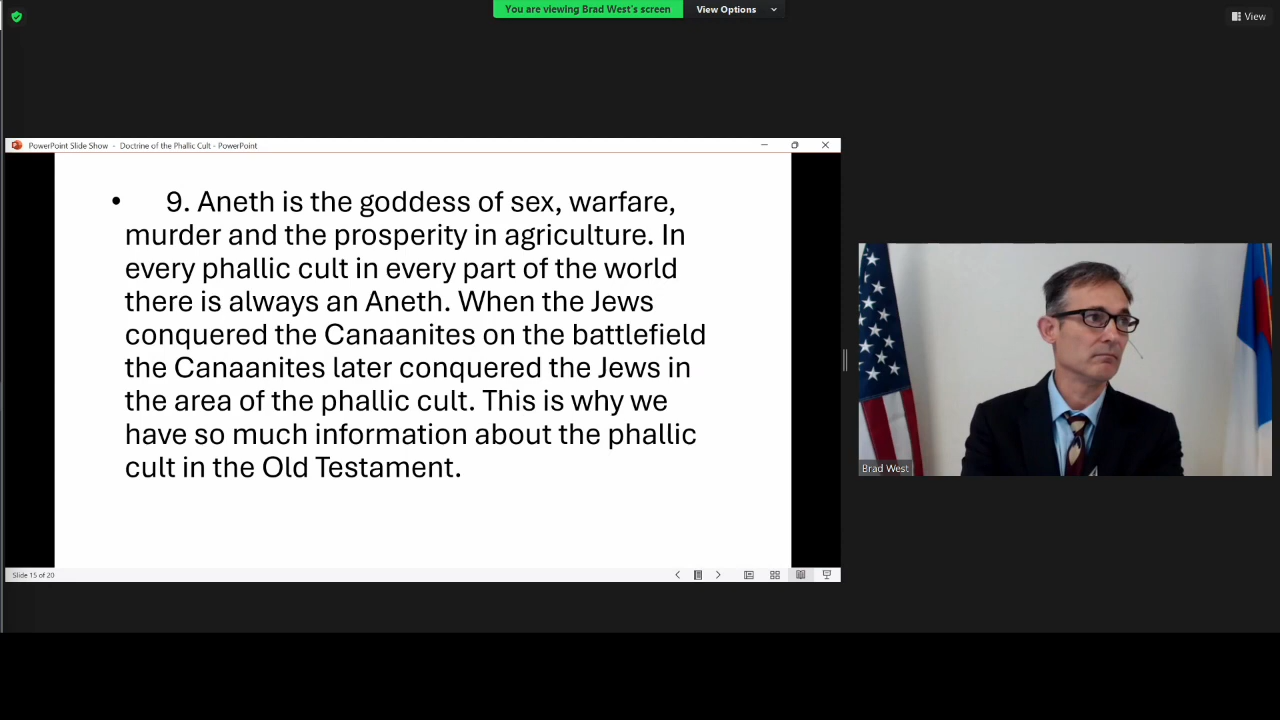 You are viewing Brad West's screen
View Options
View
PowerPoint Slide Show - Doctrine of the Phallic Cult - PowerPoint
• 9. Aneth is the goddess of sex, warfare,
murder and the prosperity in agriculture. In
every phallic cult in every part of the world
there is always an Aneth. When the Jews
conquered the Canaanites on the battlefield
the Canaanites later conquered the Jews in
the area of the phallic cult. This is why we
have so much information about the phallic
cult in the Old Testament.
Brad West
Slide 15 of 20